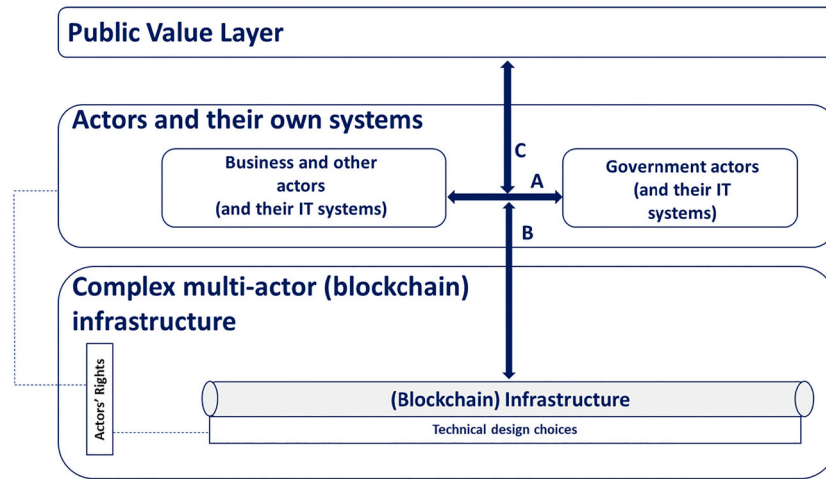 Public Value Layer
Actors and their own systems
Business and other
actors
(and their IT systems)
Government actors
(and their IT
systems)
C
A
B
Complex multi-actor (blockchain)
infrastructure
Actors' Rights
(Blockchain) Infrastructure
Technical design choices